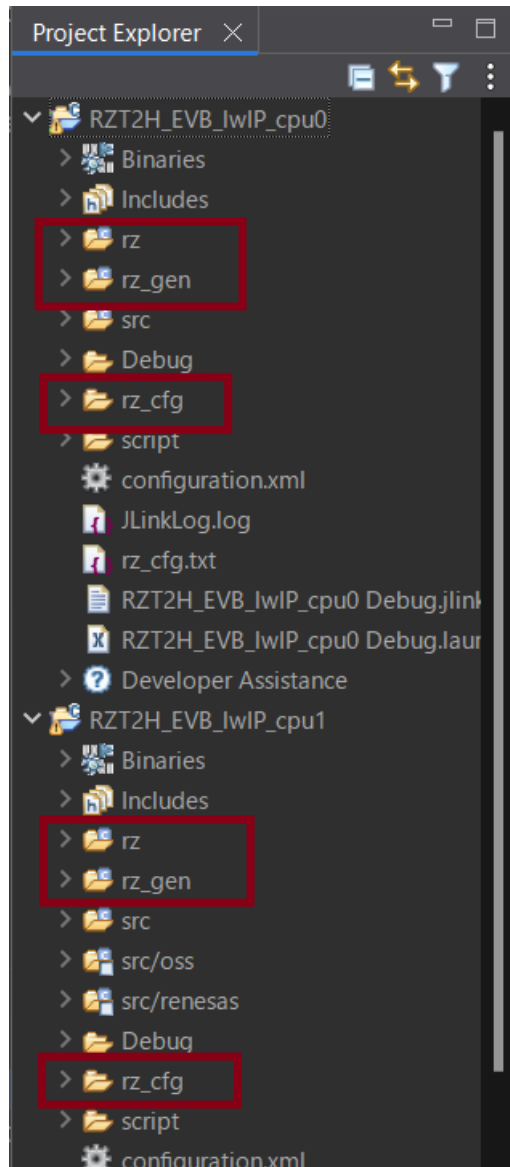 Project Explorer
RZT2H_EVB_lwIP_cpu0
Binaries
Includes
rz
rz_gen
src
Debug
rz_cfg
script
configuration.xml
JLinkLog.log
rz_cfg.txt
RZT2H_EVB_lwIP_cpu0 Debug.jlink
RZT2H_EVB_lwIP_cpu0 Debug.laun
Developer Assistance
RZT2H_EVB_lwIP_cpu1
Binaries
Includes
rz
rz_gen
src
src/oss
src/renesas
Debug
rz_cfg
script
configuration.xml